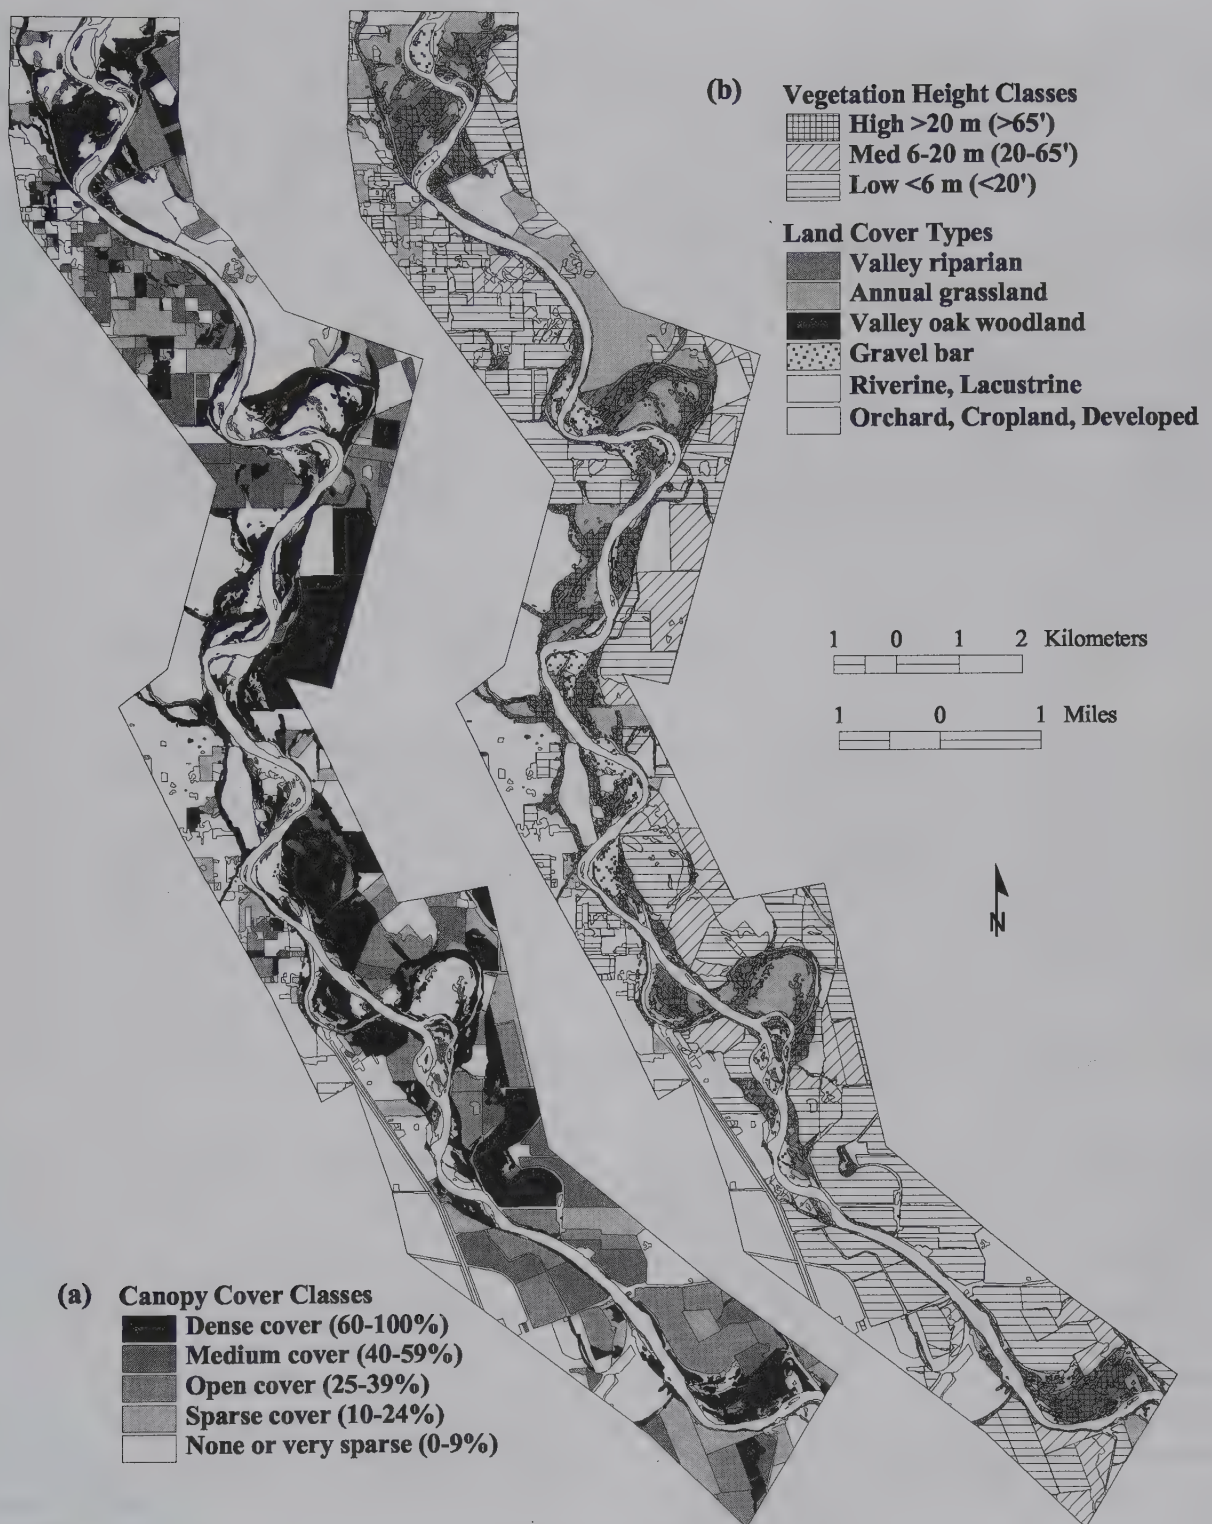 (b) Vegetation Height Classes
High >20 m (>65')
Med 6-20 m (20-65')
Low <6 m (<20')
Land Cover Types
Valley riparian
Annual grassland
Valley oak woodland
Gravel bar
Riverine, Lacustrine
Orchard, Cropland, Developed
1 0 1 2 Kilometers
1 0 1 Miles
N
(a) Canopy Cover Classes
Dense cover (60-100%)
Medium cover (40-59%)
Open cover (25-39%)
Sparse cover (10-24%)
None or very sparse (0-9%)